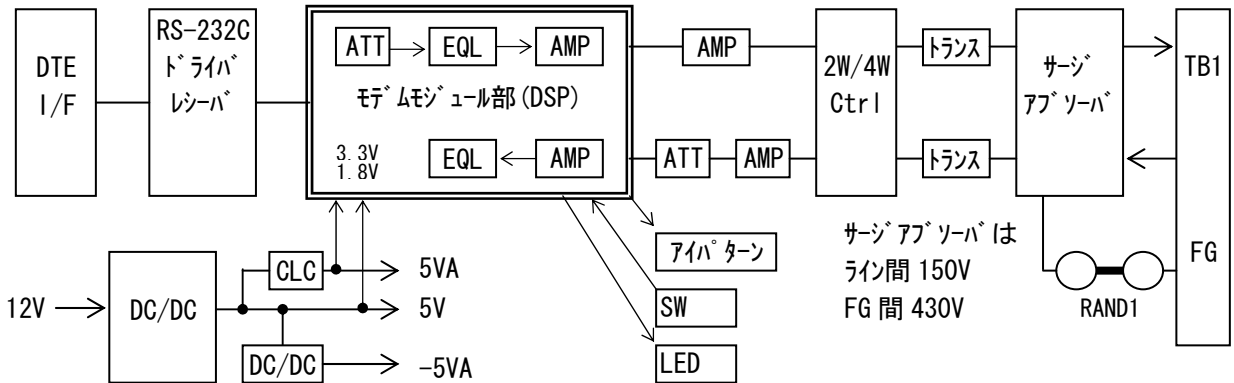 DTE
I/F
RS-232C
ﾄﾞﾗｲﾊﾞ
ﾚｼｰﾊﾞ
ATT
EQL
AMP
ﾓﾃﾞﾑﾓｼﾞｭｰﾙ部(DSP)
3.3V
1.8V
EQL
AMP
AMP
ATT
AMP
2W/4W
Ctrl
ﾄﾗﾝｽ
ﾄﾗﾝｽ
ｻｰｼﾞ
ｱﾌﾞｿｰﾊﾞ
TB1
FG
RAND1
ｻｰｼﾞｱﾌﾞｿｰﾊﾞは
ﾗｲﾝ間 150V
FG 間 430V
ｱｲﾊﾟﾀｰﾝ
SW
LED
12V
DC/DC
CLC
5VA
5V
DC/DC
-5VA